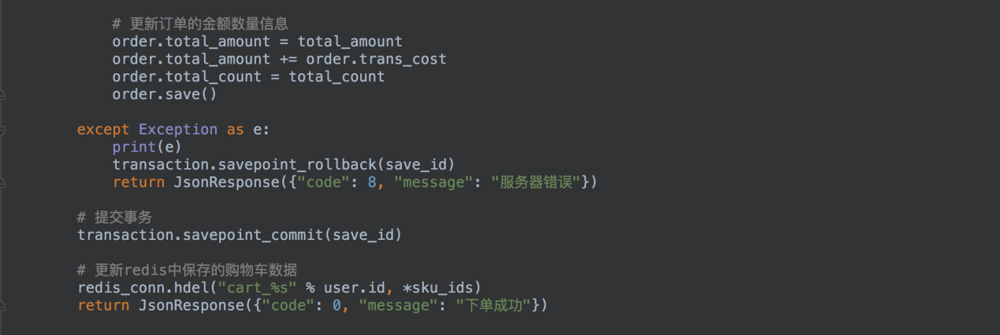 # 更新订单的金额数量信息
order.total_amount = total_amount
order.total_amount += order.trans_cost
order.total_count = total_count
order.save()
except Exception as e:
print(e)
transaction.savepoint_rollback(save_id)
return JsonResponse({"code": 8, "message": "服务器错误"})
# 提交事务
transaction.savepoint_commit(save_id)
# 更新redis中保存的购物车数据
redis_conn.hdel("cart_%s" % user.id, *sku_ids)
return JsonResponse({"code": 0, "message": "下单成功"})